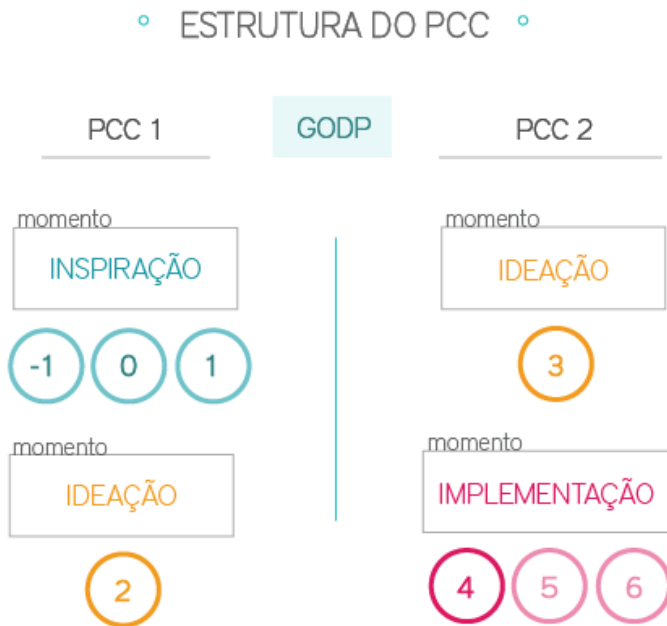 ESTRUTURA DO PCC
PCC 1
GODP
PCC 2
momento
INSPIRAÇÃO
-1 0 1
momento
IDEAÇÃO
2
momento
IDEAÇÃO
3
momento
IMPLEMENTAÇÃO
4 5 6